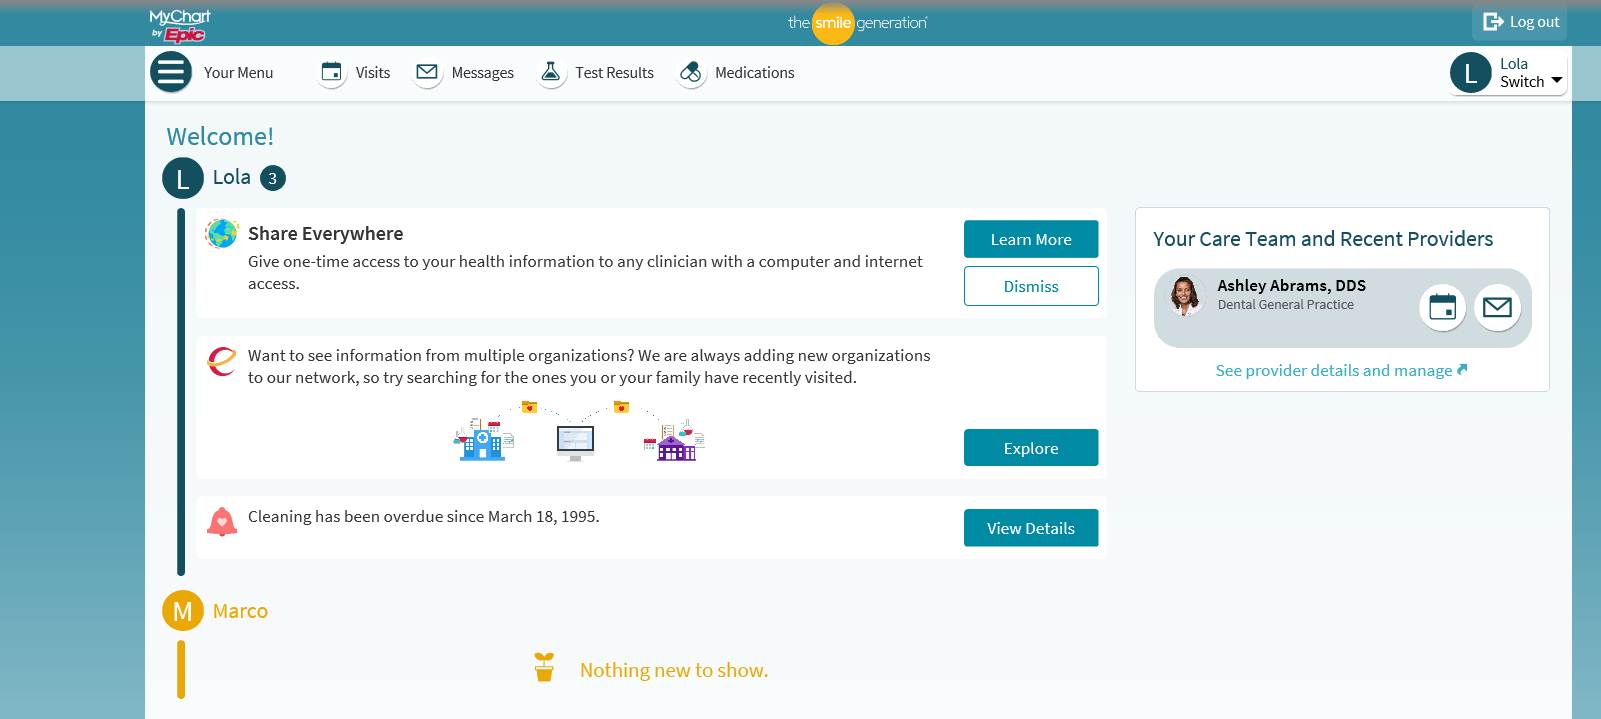 MyChart
by Epic
the smile generation
Log out
Your Menu
Visits
Messages
Test Results
Medications
L
Lola
Switch
Welcome!
L
Lola
3
Share Everywhere
Give one-time access to your health information to any clinician with a computer and internet
access.
Learn More
Dismiss
Want to see information from multiple organizations? We are always adding new organizations
to our network, so try searching for the ones you or your family have recently visited.
Explore
Cleaning has been overdue since March 18, 1995.
View Details
Your Care Team and Recent Providers
Ashley Abrams, DDS
Dental General Practice
See provider details and manage
M
Marco
Nothing new to show.